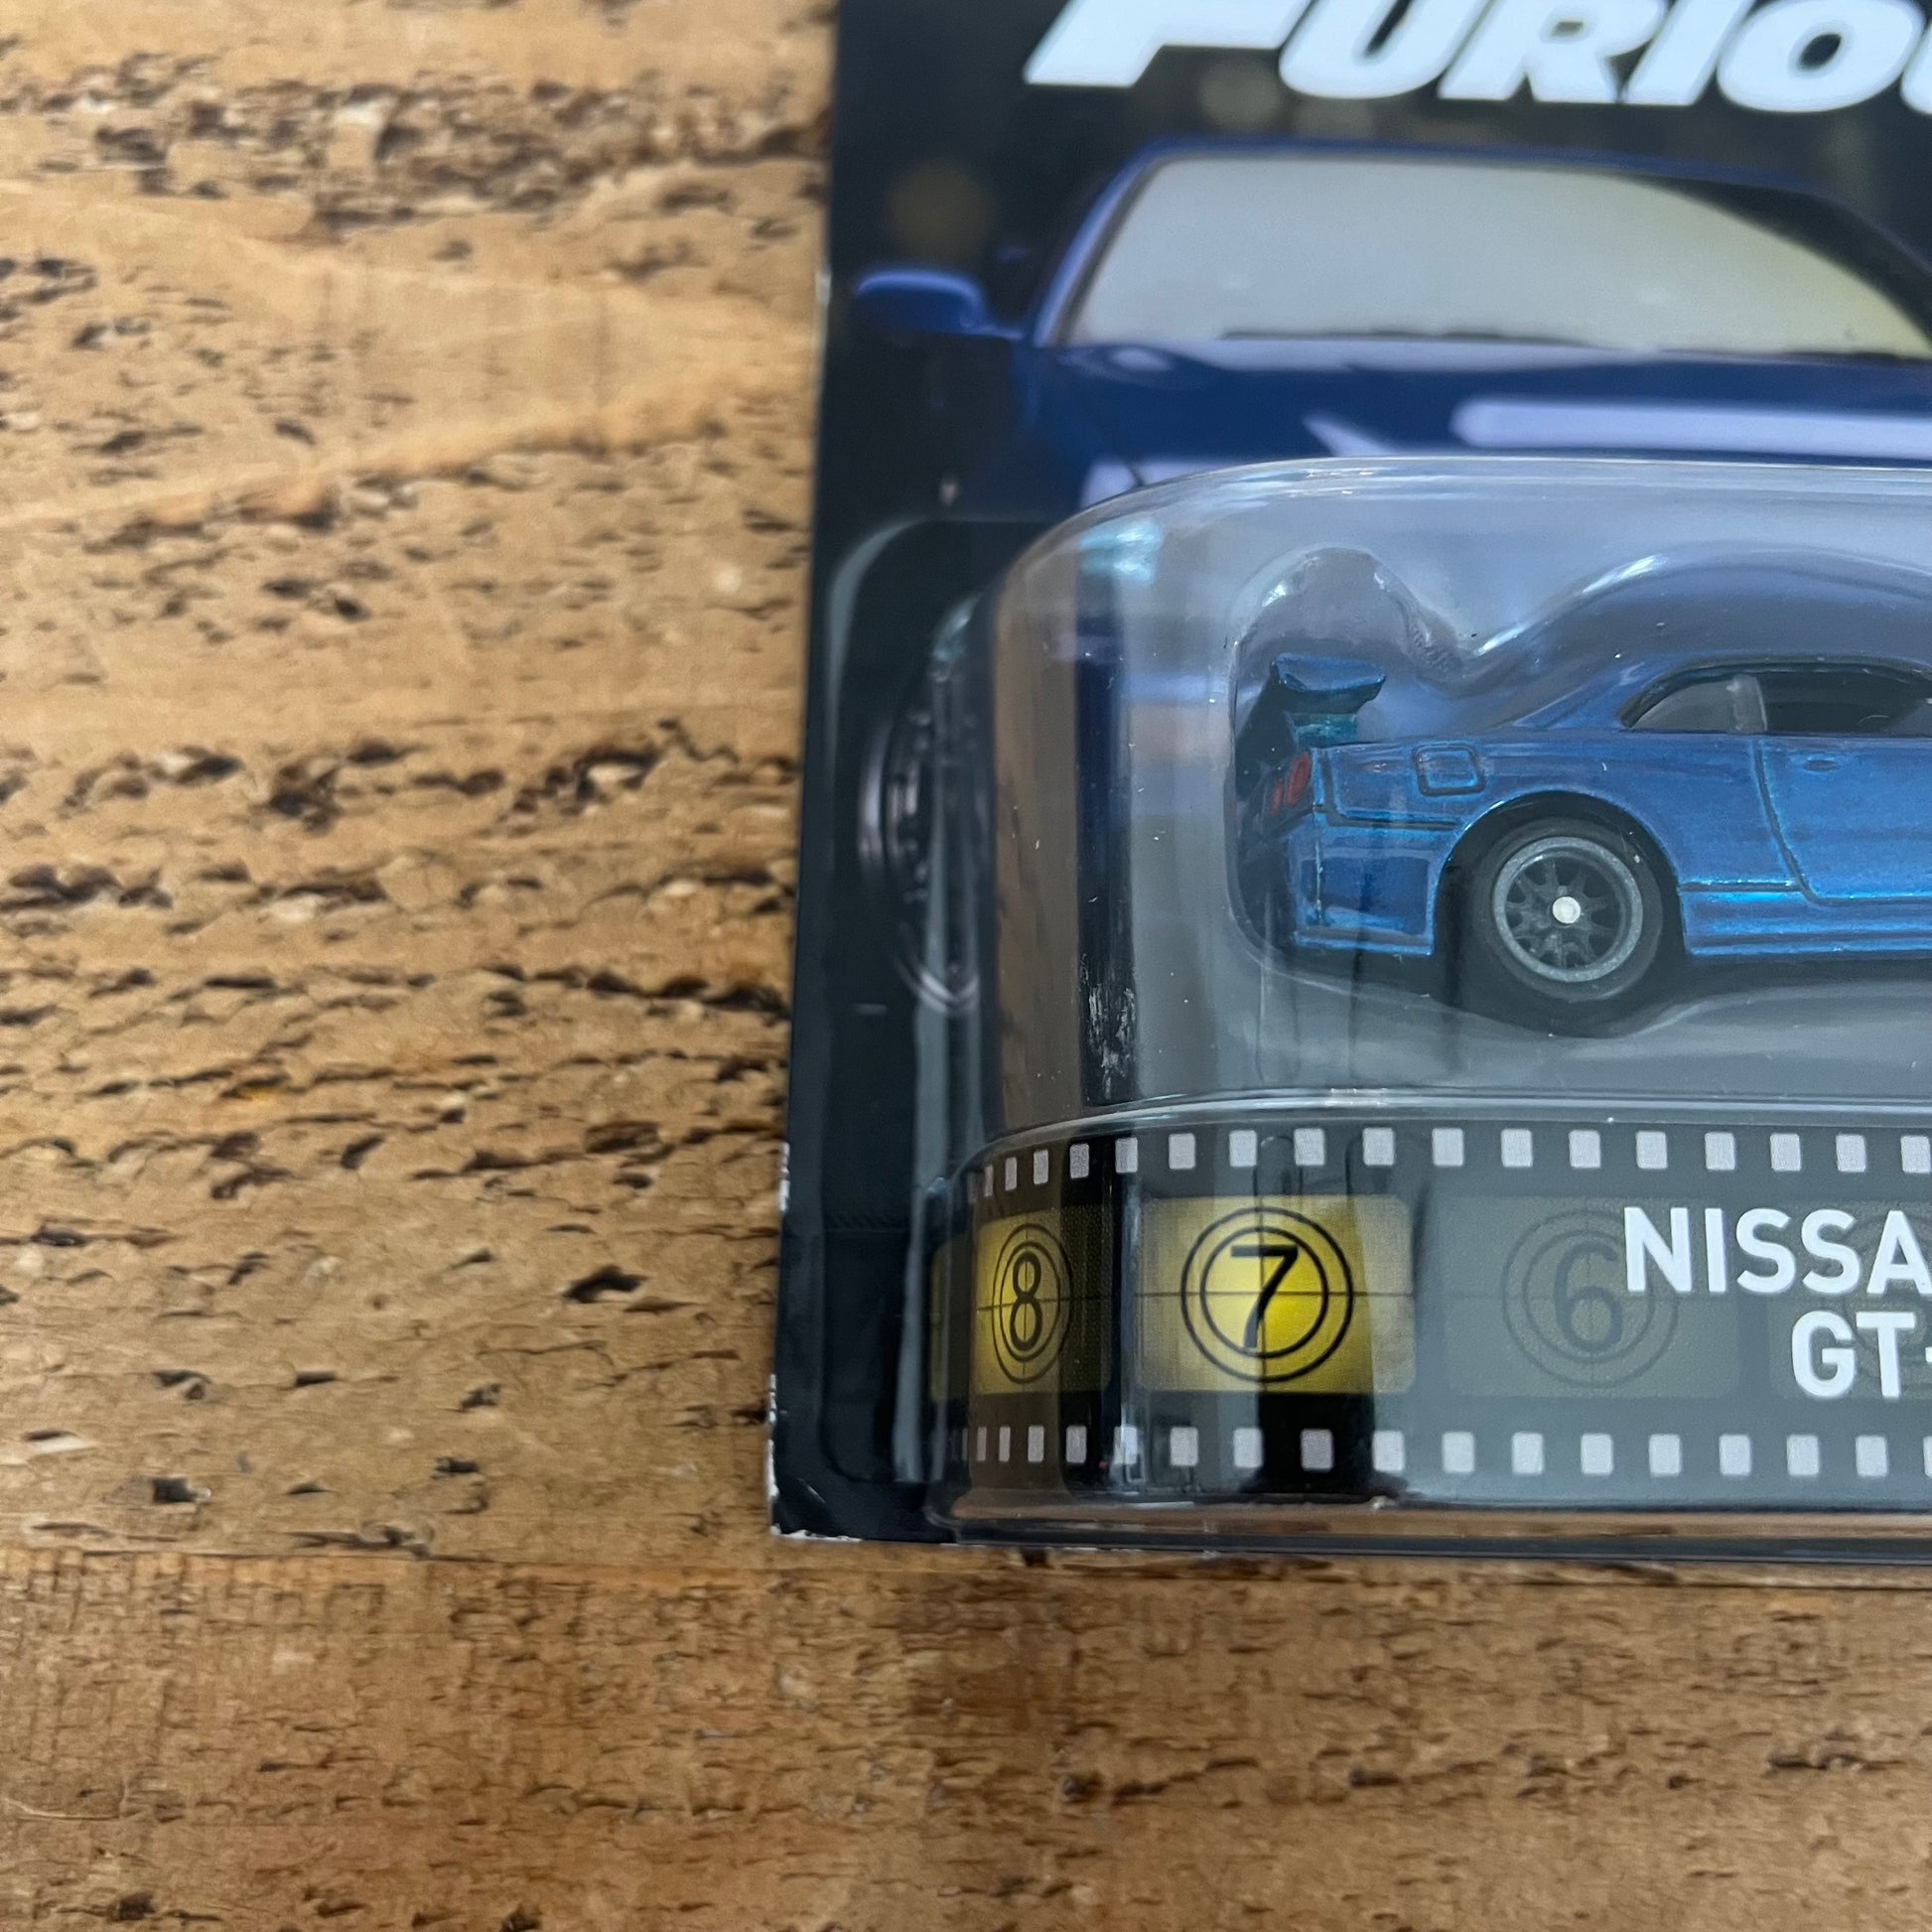 FURIOU
8 7 6 NISSA
GT-